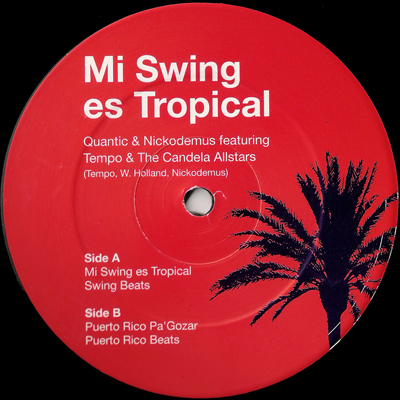 Mi Swing
es Tropical
Quantic & Nickodemus featuring
Tempo & The Candela Allstars
(Tempo, W. Holland, Nickodemus)
Side A
Mi Swing es Tropical
Swing Beats
Side B
Puerto Rico Pa'Gozar
Puerto Rico Beats